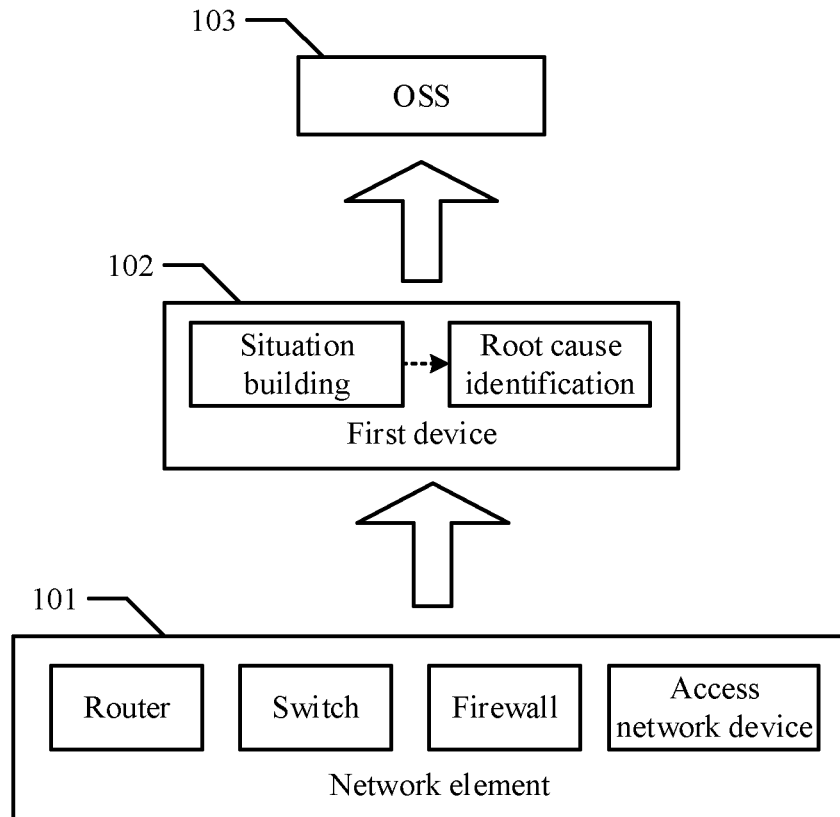 103
OSS
102
Situation
building
Root cause
identification
First device
101
Router
Switch
Firewall
Access
network device
Network element